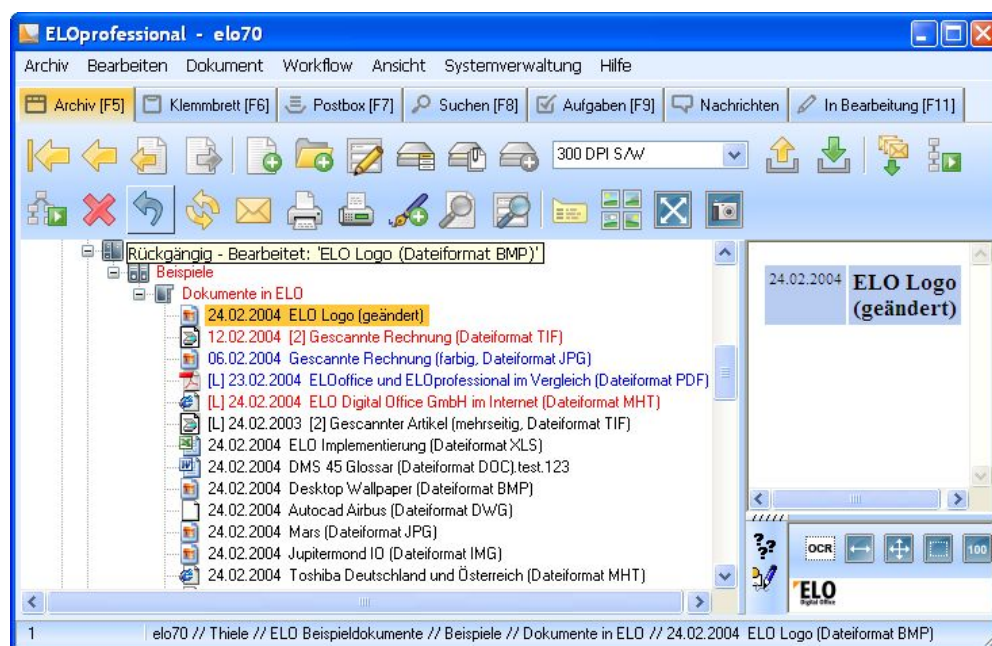 ELOprofessional - elo70
Archiv Bearbeiten Dokument Workflow Ansicht Systemverwaltung Hilfe
Archiv [F5] Klemmbrett [F6] Postbox [F7] Suchen [F8] Aufgaben [F9] Nachrichten In Bearbeitung [F11]
300 DPI S/W
Rückgängig - Bearbeitet: 'ELO Logo (Dateiformat BMP)'
Beispiele
Dokumente in ELO
24.02.2004 ELO Logo (geändert)
12.02.2004 [2] Gescannte Rechnung (Dateiformat TIF)
06.02.2004 Gescannte Rechnung (farbig, Dateiformat JPG)
[L] 23.02.2004 ELOoffice und ELOprofessional im Vergleich (Dateiformat PDF)
[L] 24.02.2004 ELO Digital Office GmbH im Internet (Dateiformat MHT)
[L] 24.02.2003 [2] Gescannter Artikel (mehrseitig, Dateiformat TIF)
24.02.2004 ELO Implementierung (Dateiformat XLS)
24.02.2004 DMS 45 Glossar (Dateiformat DOC).test.123
24.02.2004 Desktop Wallpaper (Dateiformat BMP)
24.02.2004 Autocad Airbus (Dateiformat DWG)
24.02.2004 Mars (Dateiformat JPG)
24.02.2004 Jupitermond IO (Dateiformat IMG)
24.02.2004 Toshiba Deutschland und Österreich (Dateiformat MHT)
24.02.2004 ELO Logo
(geändert)
??
?
OCR 100
ELO
Digital Office
1 elo70 // Thiele // ELO Beispieldokumente // Beispiele // Dokumente in ELO // 24.02.2004 ELO Logo (Dateiformat BMP)